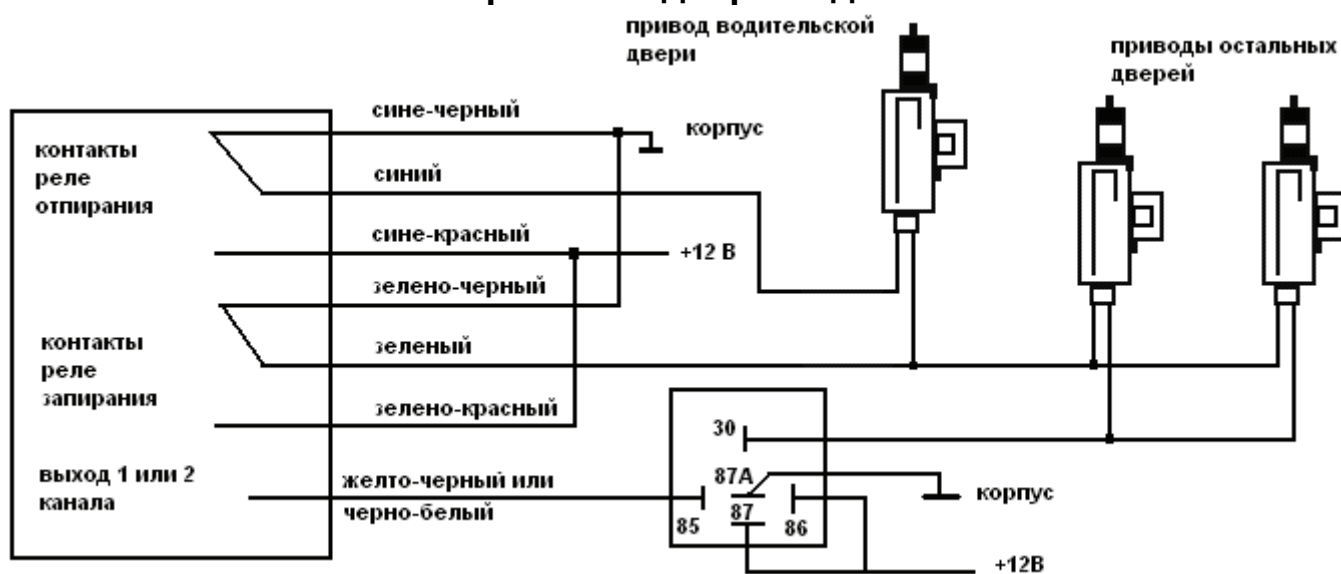 привод водительской
двери
приводы остальных
дверей
сине-черный
корпус
контакты
реле
отпирания
синий
сине-красный
+12 В
зелено-черный
контакты
реле
запирания
зеленый
зелено-красный
30
выход 1 или 2
канала
желто-черный или
черно-белый
87А
87
85
86
корпус
+12В